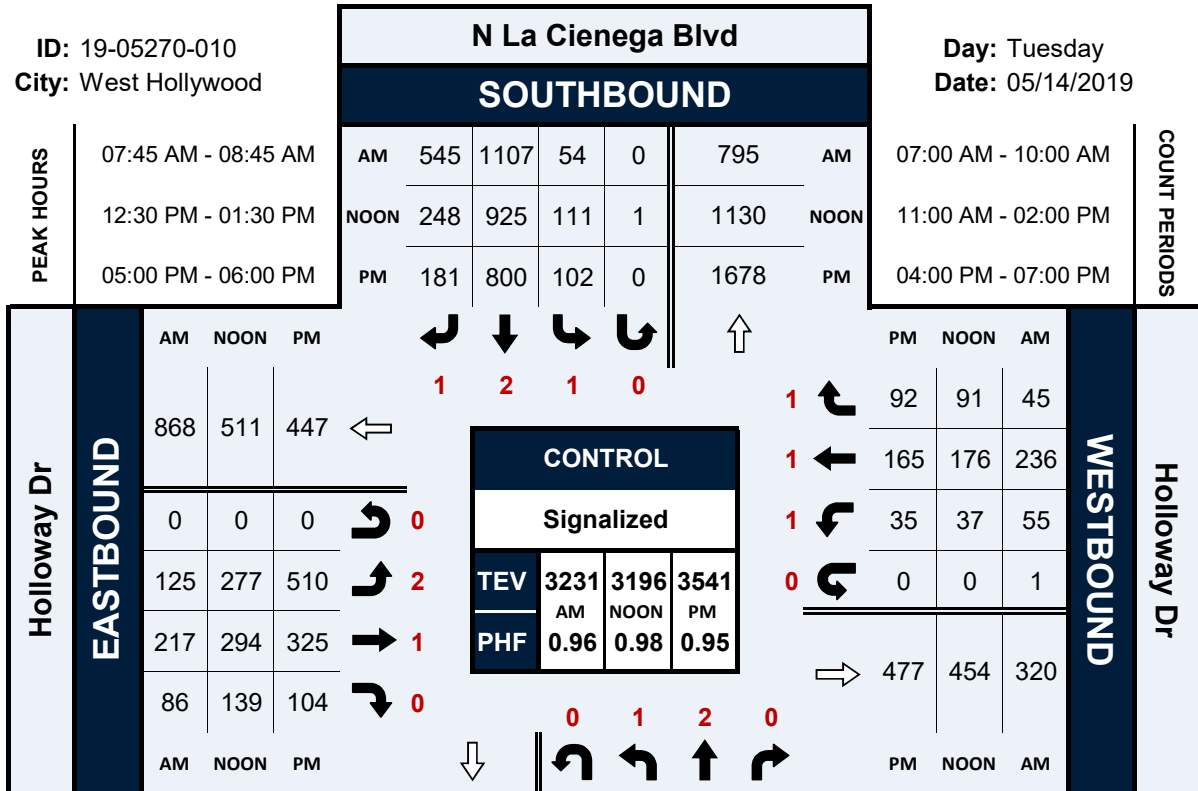 N La Cienega Blvd
ID: 19-05270-010
Day: Tuesday
City: West Hollywood
Date: 05/14/2019
SOUTHBOUND
PEAK HOURS
07:45 AM - 08:45 AM
12:30 PM - 01:30 PM
05:00 PM - 06:00 PM
AM 545 1107 54 0 795 AM
NOON 248 925 111 1 1130 NOON
PM 181 800 102 0 1678 PM
07:00 AM - 10:00 AM
11:00 AM - 02:00 PM
04:00 PM - 07:00 PM
COUNT PERIODS
1 2 1 0
Holloway Dr
EASTBOUND
AM NOON PM
868 511 447
0 0 0 0
125 277 510 2
217 294 325 1
86 139 104 0
AM NOON PM
CONTROL
Signalized
TEV 3231 3196 3541
AM NOON PM
PHF 0.96 0.98 0.95
PM NOON AM
1 92 91 45
1 165 176 236
1 35 37 55
0 0 0 1
477 454 320
PM NOON AM
WESTBOUND
Holloway Dr
0 1 2 0